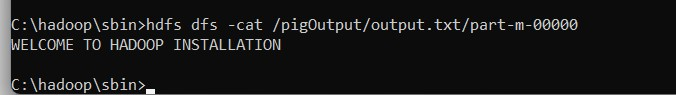 C:\hadoop\sbin>hdfs dfs -cat /pigOutput/output.txt/part-m-00000
WELCOME TO HADOOP INSTALLATION
C:\hadoop\sbin>